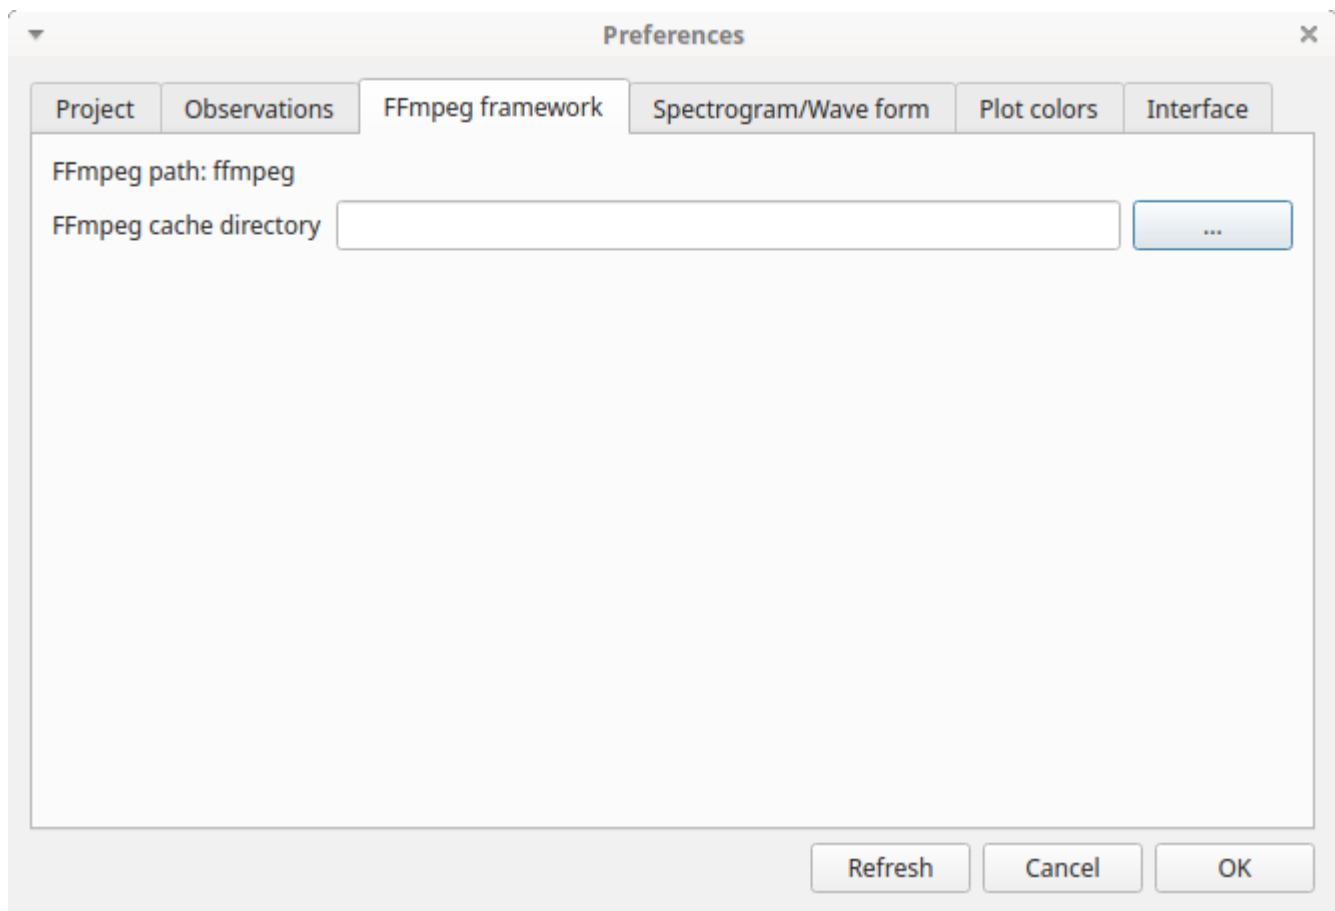 Preferences
Project Observations FFmpeg framework Spectrogram/Wave form Plot colors Interface
FFmpeg path: ffmpeg
FFmpeg cache directory ...
Refresh Cancel OK